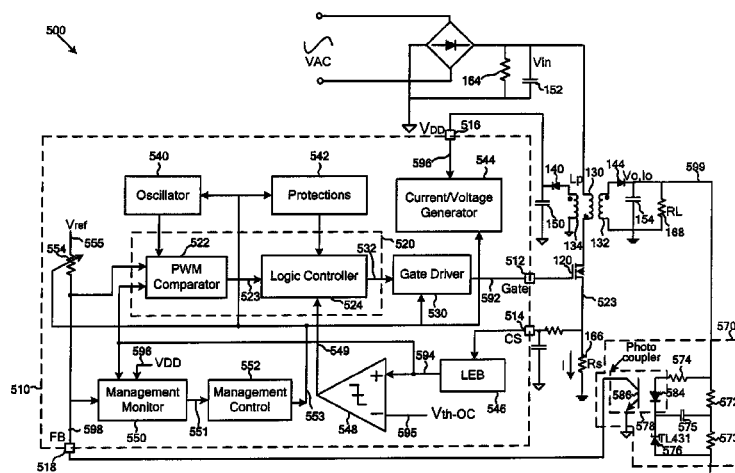 500
VAC
164
Vin
152
VDD
516
596
540
542
544
140
Lp
130
144
Vo,Io
599
Oscillator
Protections
Current/Voltage
Generator
150
134
132
154
RL
168
Vref
555
554
522
520
532
PWM
Comparator
523
Logic Controller
524
Gate Driver
530
592
512
Gate
120
523
514
CS
549
166
Rs
I
570
Photo
coupler
574
596
VDD
552
594
LEB
546
586
584
572
510
Management
Monitor
550
551
Management
Control
553
548
Vth-OC
595
578
575
TL431
576
573
FB
598
518